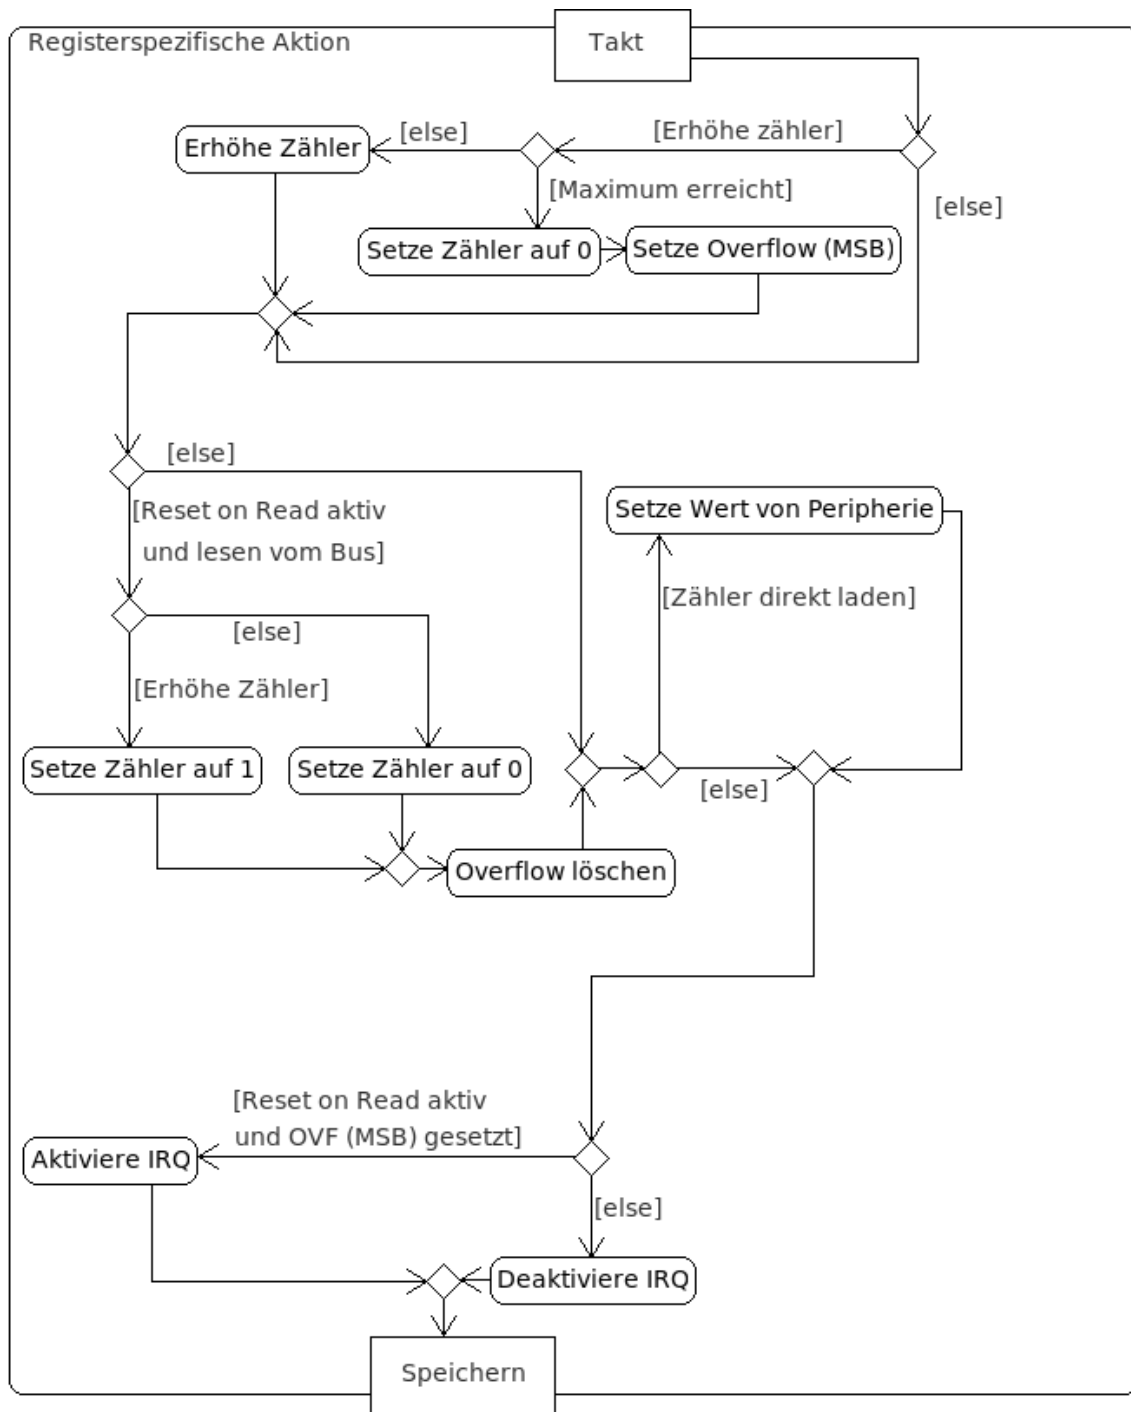 Registerspezifische Aktion
Takt
[else]
[Erhöhe zähler]
Erhöhe Zähler
[Maximum erreicht]
[else]
Setze Zähler auf 0
Setze Overflow (MSB)
[else]
[Reset on Read aktiv
und lesen vom Bus]
Setze Wert von Peripherie
[Zähler direkt laden]
[else]
[Erhöhe Zähler]
Setze Zähler auf 1
Setze Zähler auf 0
[else]
Overflow löschen
[Reset on Read aktiv
und OVF (MSB) gesetzt]
Aktiviere IRQ
[else]
Deaktiviere IRQ
Speichern